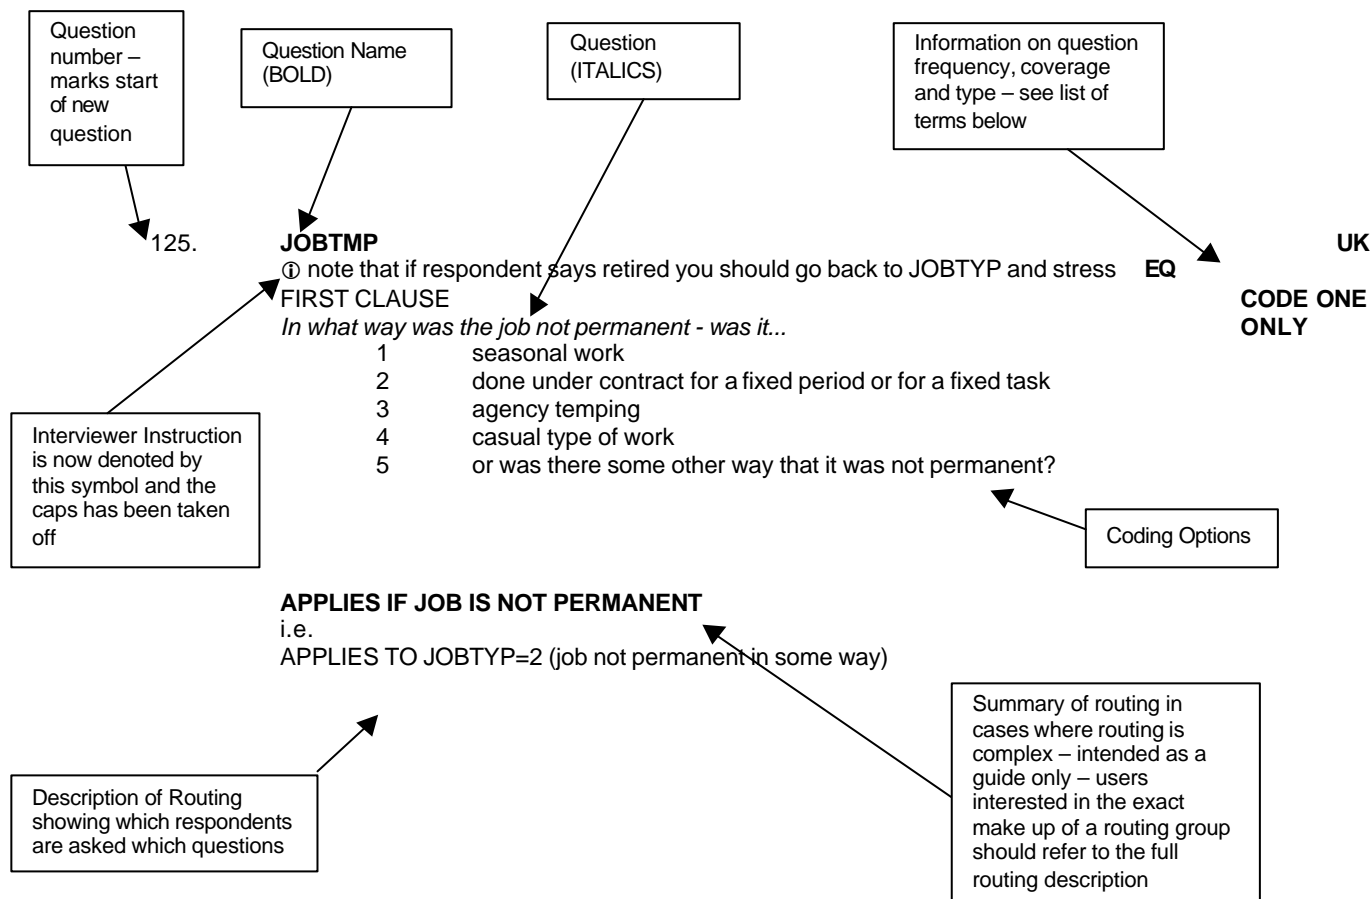 Question
number –
marks start
of new
question
Question Name
(BOLD)
Question
(ITALICS)
Information on question
frequency, coverage
and type – see list of
terms below
125.
JOBTMP
UK
ⓘ note that if respondent says retired you should go back to JOBTYP and stress EQ
FIRST CLAUSE
CODE ONE
ONLY
In what way was the job not permanent - was it...
1 seasonal work
2 done under contract for a fixed period or for a fixed task
3 agency temping
4 casual type of work
5 or was there some other way that it was not permanent?
Interviewer Instruction
is now denoted by
this symbol and the
caps has been taken
off
Coding Options
APPLIES IF JOB IS NOT PERMANENT
i.e.
APPLIES TO JOBTYP=2 (job not permanent in some way)
Description of Routing
showing which respondents
are asked which questions
Summary of routing in
cases where routing is
complex – intended as a
guide only – users
interested in the exact
make up of a routing group
should refer to the full
routing description